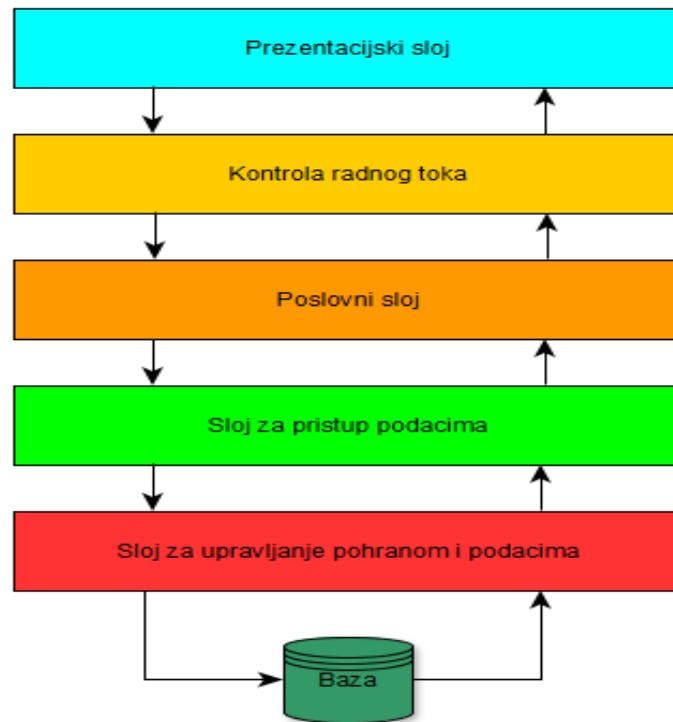 Prezentacijski sloj
Kontrola radnog toka
Poslovni sloj
Sloj za pristup podacima
Sloj za upravljanje pohranom i podacima
Baza